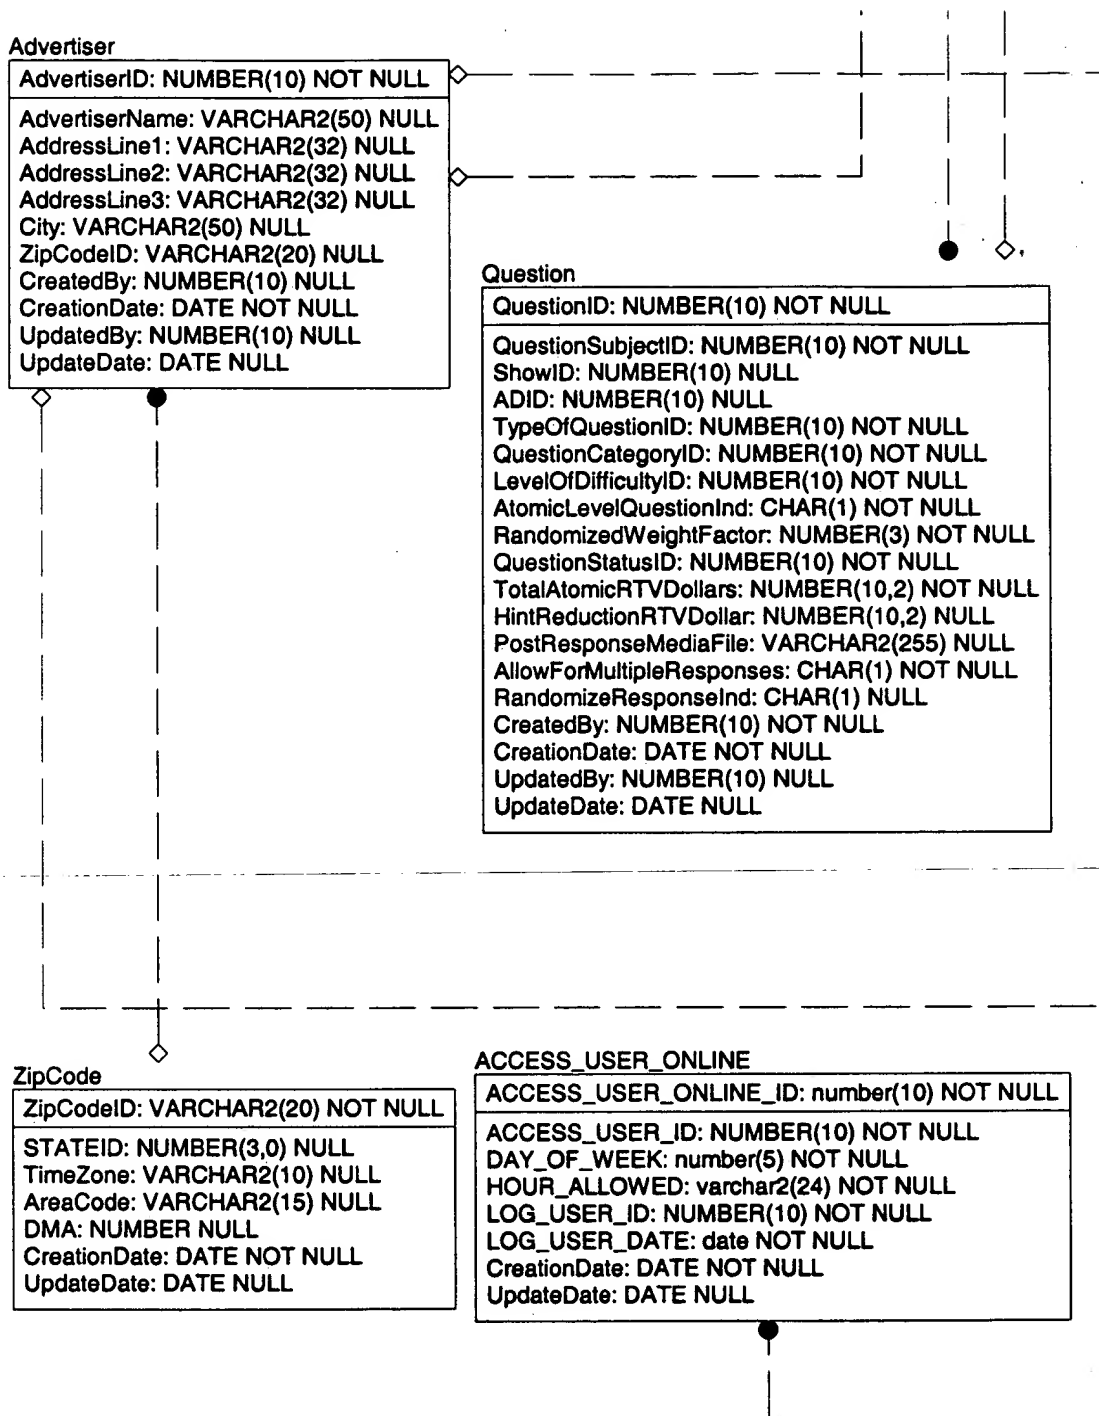 Advertiser
AdvertiserID: NUMBER(10) NOT NULL
AdvertiserName: VARCHAR2(50) NULL
AddressLine1: VARCHAR2(32) NULL
AddressLine2: VARCHAR2(32) NULL
AddressLine3: VARCHAR2(32) NULL
City: VARCHAR2(50) NULL
ZipCodeID: VARCHAR2(20) NULL
CreatedBy: NUMBER(10) NULL
CreationDate: DATE NOT NULL
UpdatedBy: NUMBER(10) NULL
UpdateDate: DATE NULL
Question
QuestionID: NUMBER(10) NOT NULL
QuestionSubjectID: NUMBER(10) NOT NULL
ShowID: NUMBER(10) NULL
ADID: NUMBER(10) NULL
TypeOfQuestionID: NUMBER(10) NOT NULL
QuestionCategoryID: NUMBER(10) NOT NULL
LevelOfDifficultyID: NUMBER(10) NOT NULL
AtomicLevelQuestionInd: CHAR(1) NOT NULL
RandomizedWeightFactor: NUMBER(3) NOT NULL
QuestionStatusID: NUMBER(10) NOT NULL
TotalAtomicRTVDollars: NUMBER(10,2) NOT NULL
HintReductionRTVDollar: NUMBER(10,2) NULL
PostResponseMediaFile: VARCHAR2(255) NULL
AllowForMultipleResponses: CHAR(1) NOT NULL
RandomizeResponseInd: CHAR(1) NULL
CreatedBy: NUMBER(10) NOT NULL
CreationDate: DATE NOT NULL
UpdatedBy: NUMBER(10) NULL
UpdateDate: DATE NULL
ZipCode
ZipCodeID: VARCHAR2(20) NOT NULL
STATEID: NUMBER(3,0) NULL
TimeZone: VARCHAR2(10) NULL
AreaCode: VARCHAR2(15) NULL
DMA: NUMBER NULL
CreationDate: DATE NOT NULL
UpdateDate: DATE NULL
ACCESS_USER_ONLINE
ACCESS_USER_ONLINE_ID: number(10) NOT NULL
ACCESS_USER_ID: NUMBER(10) NOT NULL
DAY_OF_WEEK: number(5) NOT NULL
HOUR_ALLOWED: varchar2(24) NOT NULL
LOG_USER_ID: NUMBER(10) NOT NULL
LOG_USER_DATE: date NOT NULL
CreationDate: DATE NOT NULL
UpdateDate: DATE NULL